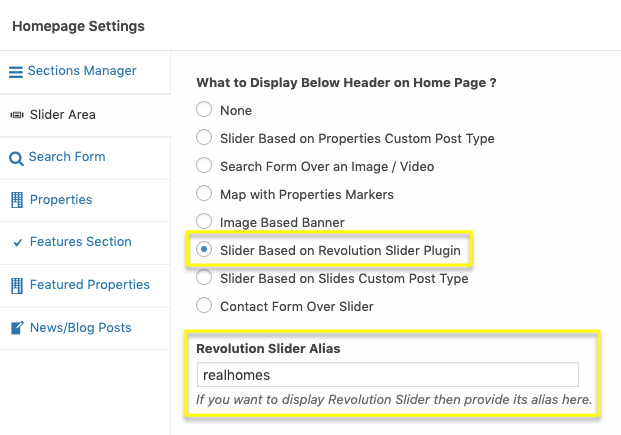 Homepage Settings
Sections Manager
Slider Area
Search Form
Properties
Features Section
Featured Properties
News/Blog Posts
What to Display Below Header on Home Page ?
None
Slider Based on Properties Custom Post Type
Search Form Over an Image / Video
Map with Properties Markers
Image Based Banner
Slider Based on Revolution Slider Plugin
Slider Based on Slides Custom Post Type
Contact Form Over Slider
Revolution Slider Alias
realhomes
If you want to display Revolution Slider then provide its alias here.